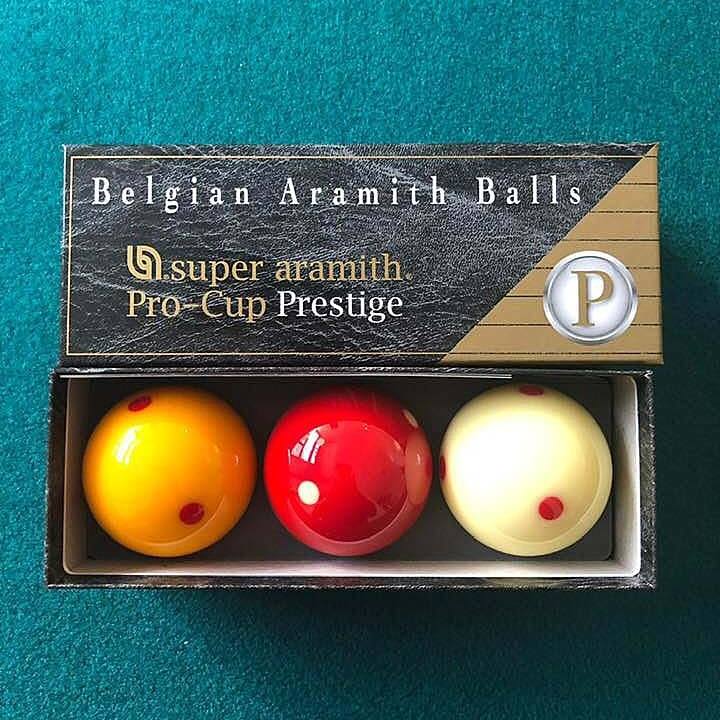 Belgian Aramith Balls
super aramith®
Pro-Cup Prestige
P